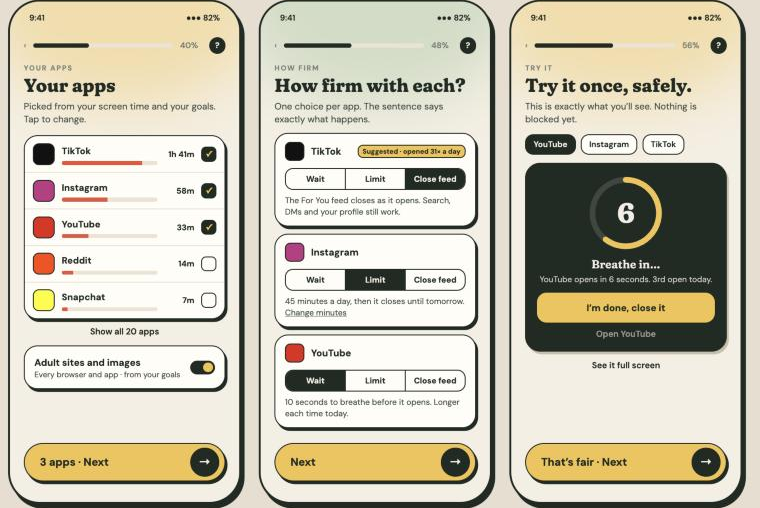 9:41
●●● 82%
‹
40%
?
YOUR APPS
Your apps
Picked from your screen time and your goals.
Tap to change.
TikTok
1h 41m
Instagram
58m
YouTube
33m
Reddit
14m
Snapchat
7m
Show all 20 apps
Adult sites and images
Every browser and app · from your goals
3 apps · Next
→
9:41
●●● 82%
‹
48%
?
HOW FIRM
How firm with each?
One choice per app. The sentence says
exactly what happens.
TikTok
Suggested · opened 31× a day
Wait
Limit
Close feed
The For You feed closes as it opens. Search,
DMs and your profile still work.
Instagram
Wait
Limit
Close feed
45 minutes a day, then it closes until tomorrow.
Change minutes
YouTube
Wait
Limit
Close feed
10 seconds to breathe before it opens. Longer
each time today.
Next
→
9:41
●●● 82%
‹
56%
?
TRY IT
Try it once, safely.
This is exactly what you'll see. Nothing is
blocked yet.
YouTube
Instagram
TikTok
6
Breathe in...
YouTube opens in 6 seconds. 3rd open today.
I'm done, close it
Open YouTube
See it full screen
That's fair · Next
→